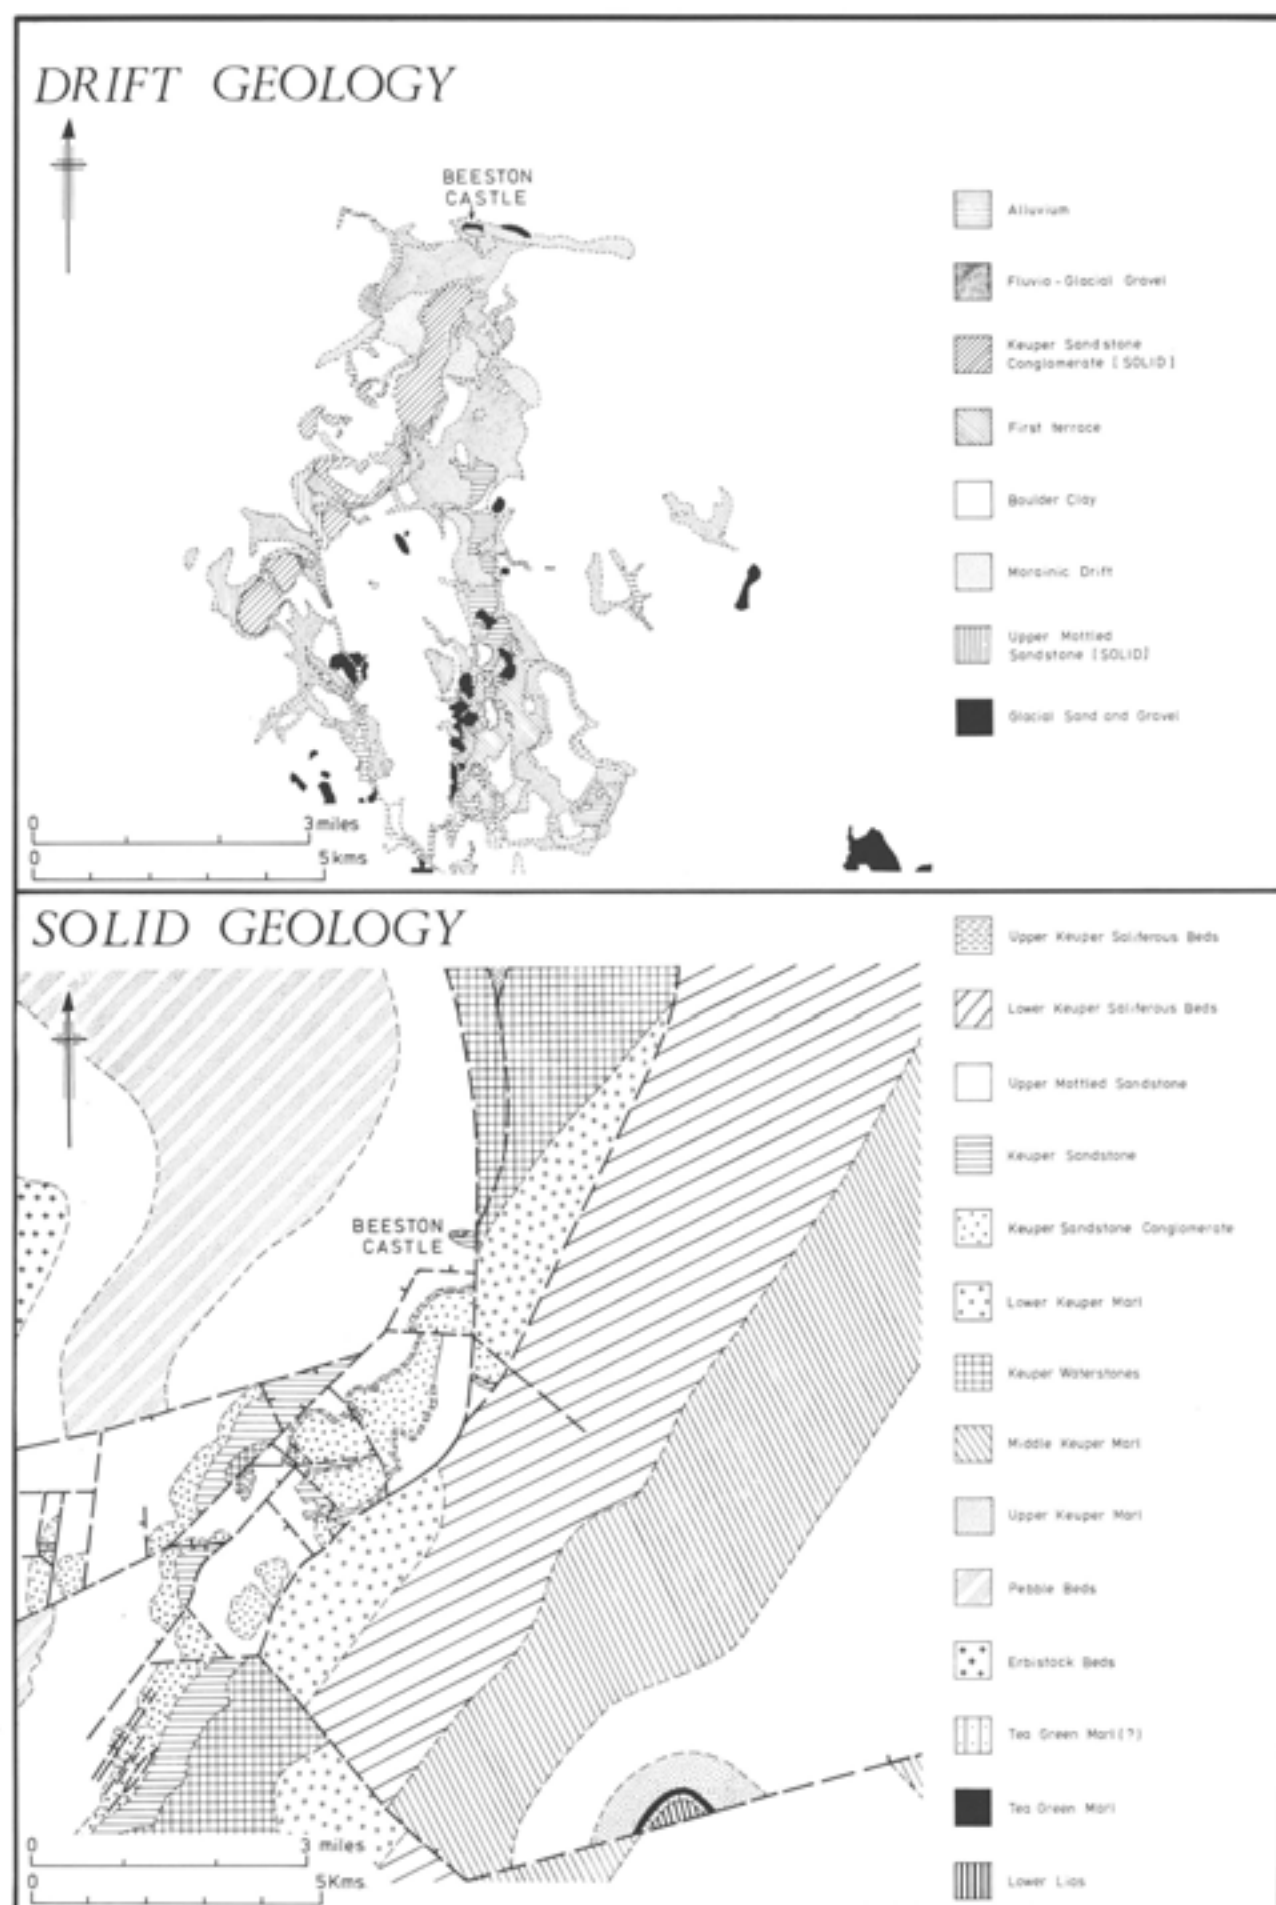 DRIFT GEOLOGY
BEESTON
CASTLE
Alluvium
Fluvio-Glacial Gravel
Keuper Sandstone
Conglomerate [SOLID]
First terrace
Boulder Clay
Morainic Drift
Upper Mottled
Sandstone [SOLID]
Glacial Sand and Gravel
0 3 miles
0 5 kms
SOLID GEOLOGY
BEESTON
CASTLE
Upper Keuper Saliferous Beds
Lower Keuper Saliferous Beds
Upper Mottled Sandstone
Keuper Sandstone
Keuper Sandstone Conglomerate
Lower Keuper Marl
Keuper Waterstones
Middle Keuper Marl
Upper Keuper Marl
Pebble Beds
Erbistock Beds
Tea Green Marl (?)
Tea Green Marl
Lower Lias
0 3 miles
0 5Kms.